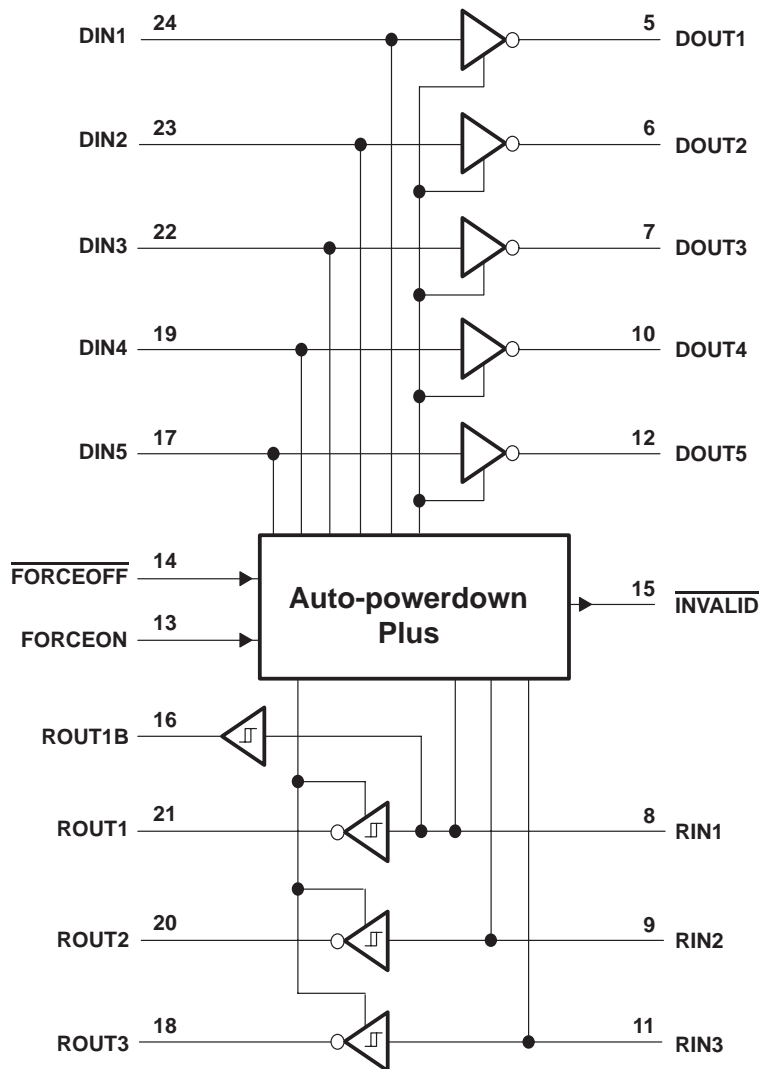 DIN1 24 5 DOUT1
DIN2 23 6 DOUT2
DIN3 22 7 DOUT3
DIN4 19 10 DOUT4
DIN5 17 12 DOUT5
FORCEOFF 14
Auto-powerdown
Plus
15 INVALID
FORCEON 13
ROUT1B 16
ROUT1 21 8 RIN1
ROUT2 20 9 RIN2
ROUT3 18 11 RIN3